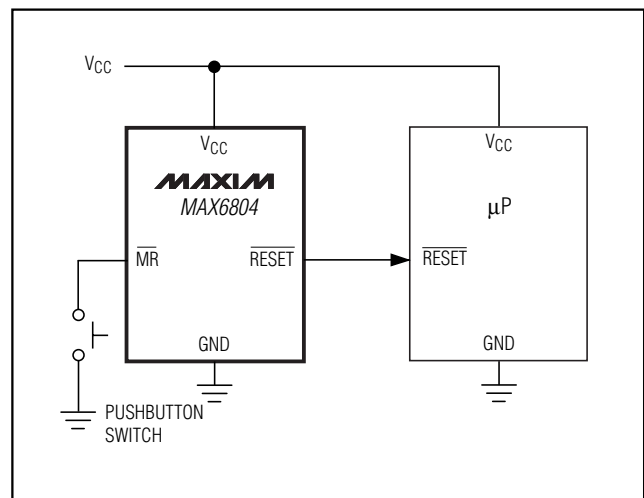 VCC
VCC
MAXIM
MAX6804
MR
RESET
GND
VCC
μP
RESET
GND
PUSHBUTTON
SWITCH